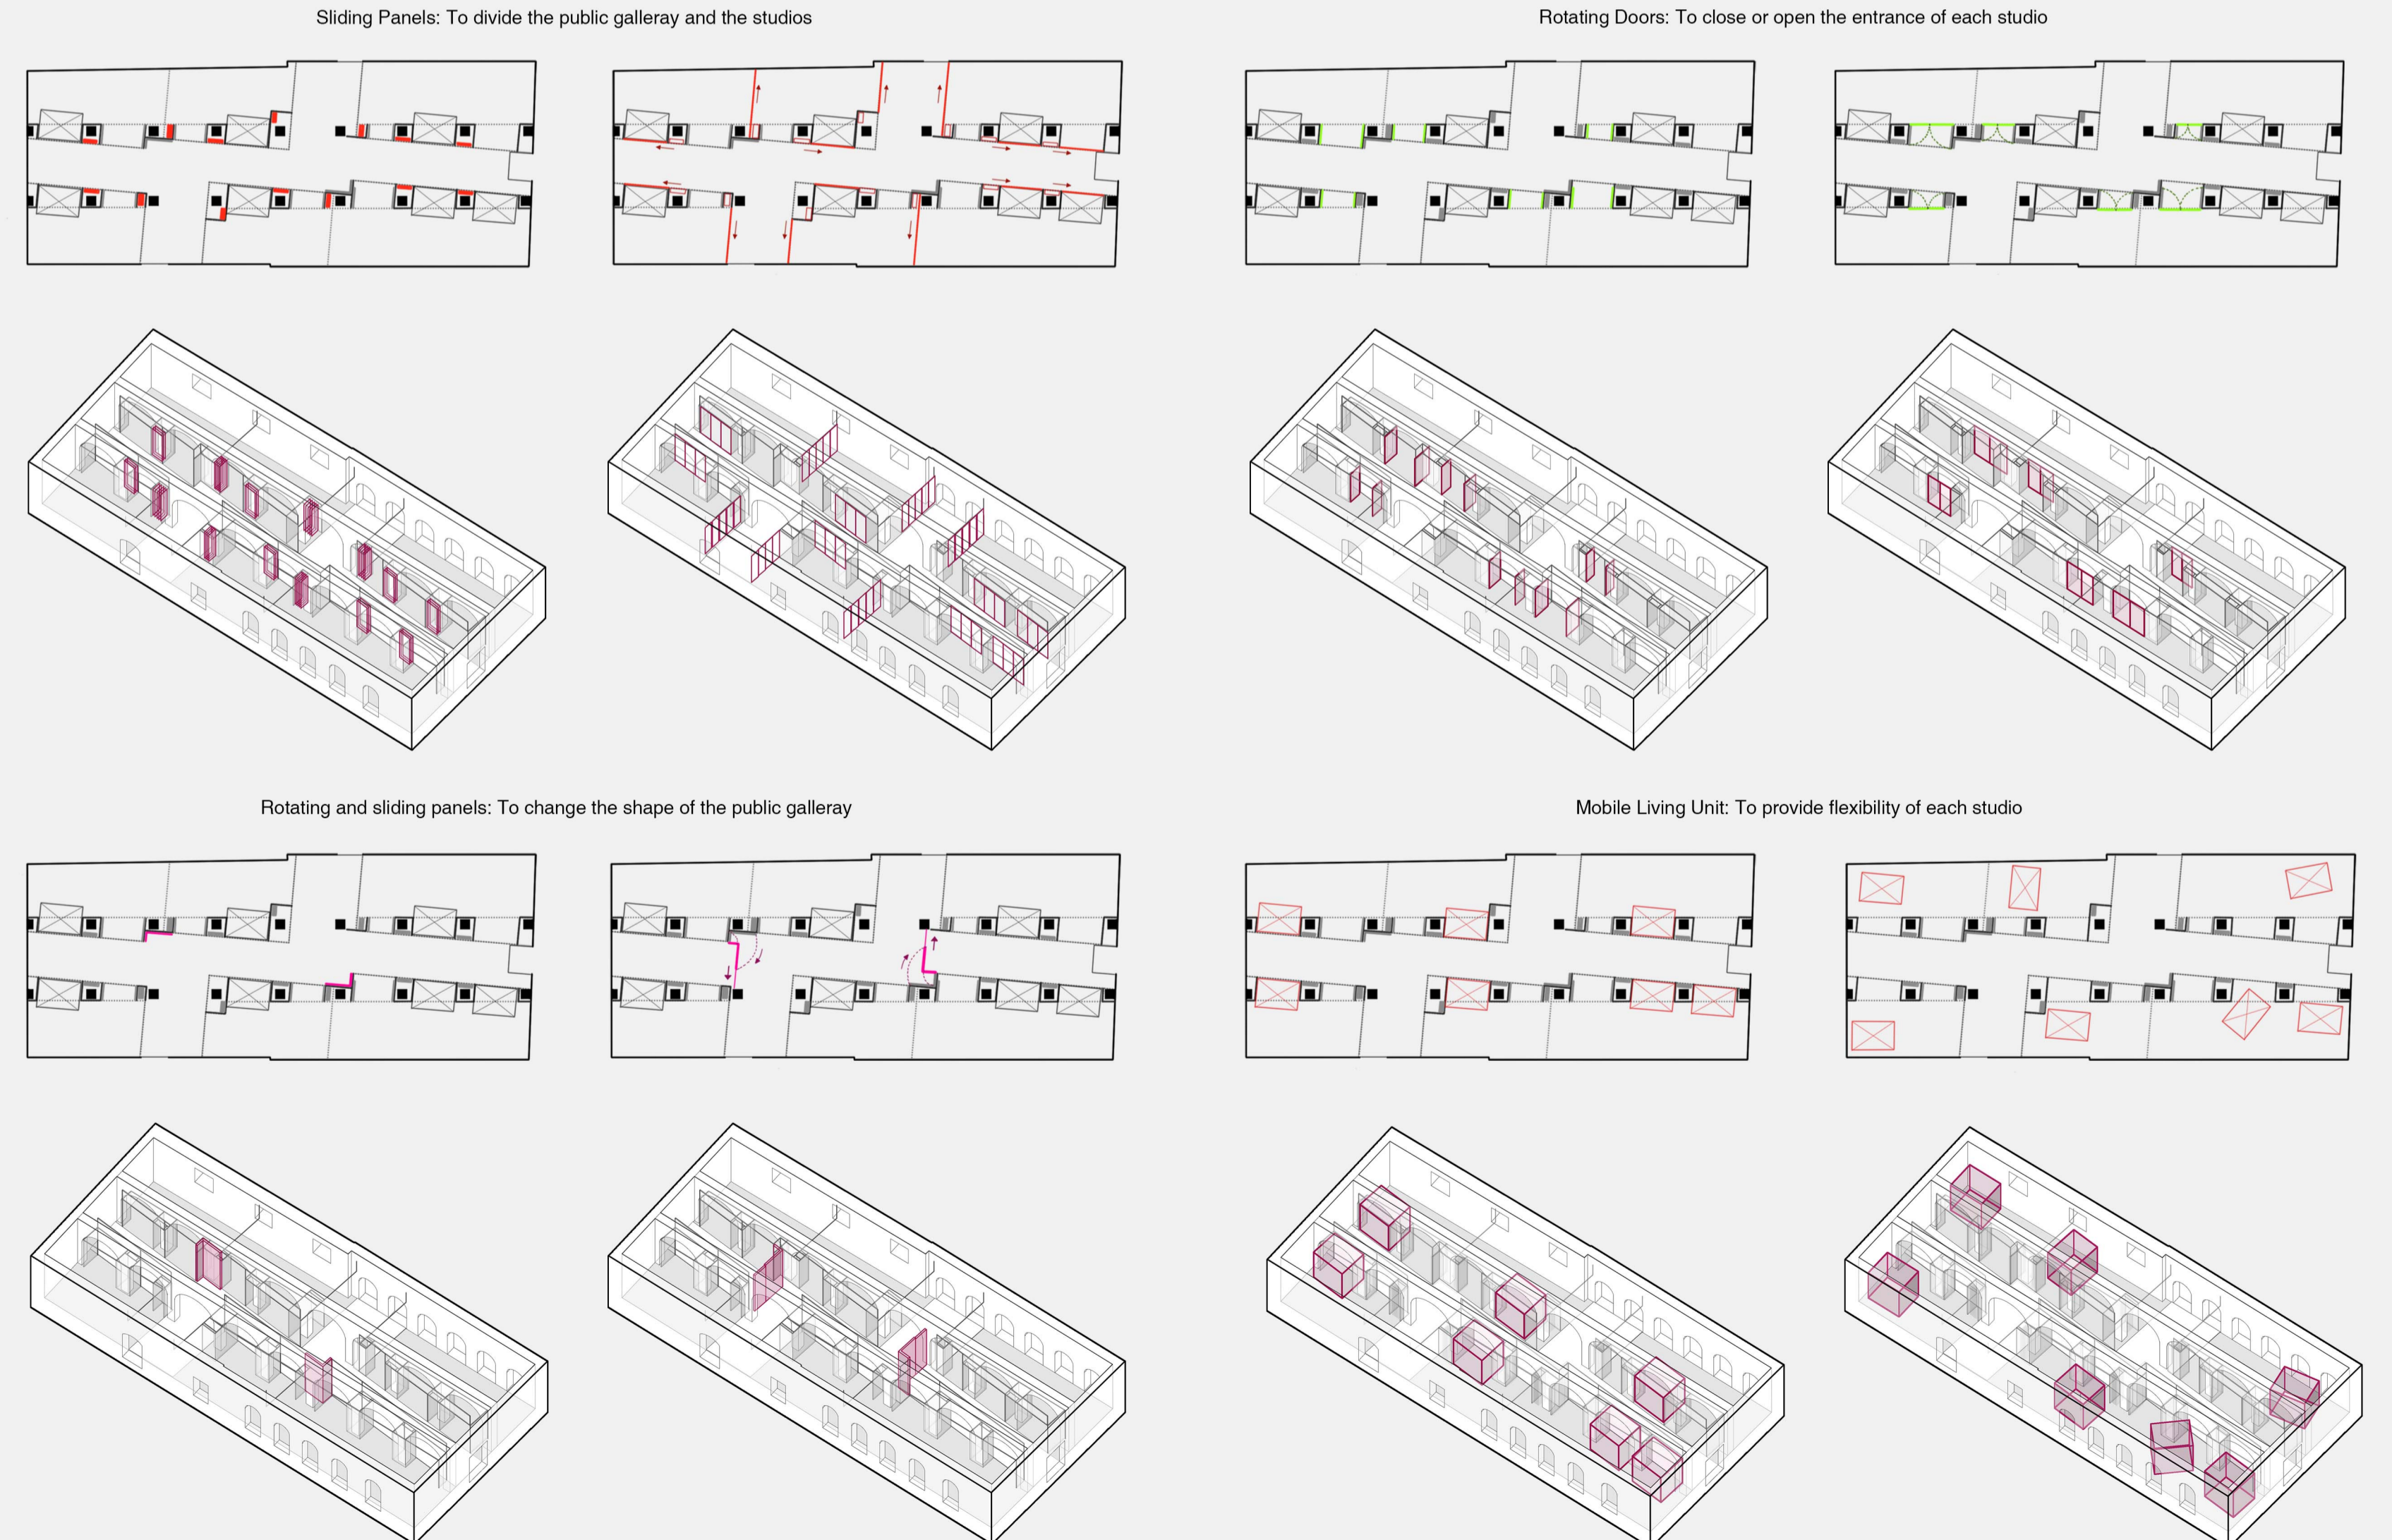 Sliding Panels: To divide the public galleray and the studios
Rotating Doors: To close or open the entrance of each studio
Rotating and sliding panels: To change the shape of the public galleray
Mobile Living Unit: To provide flexibility of each studio